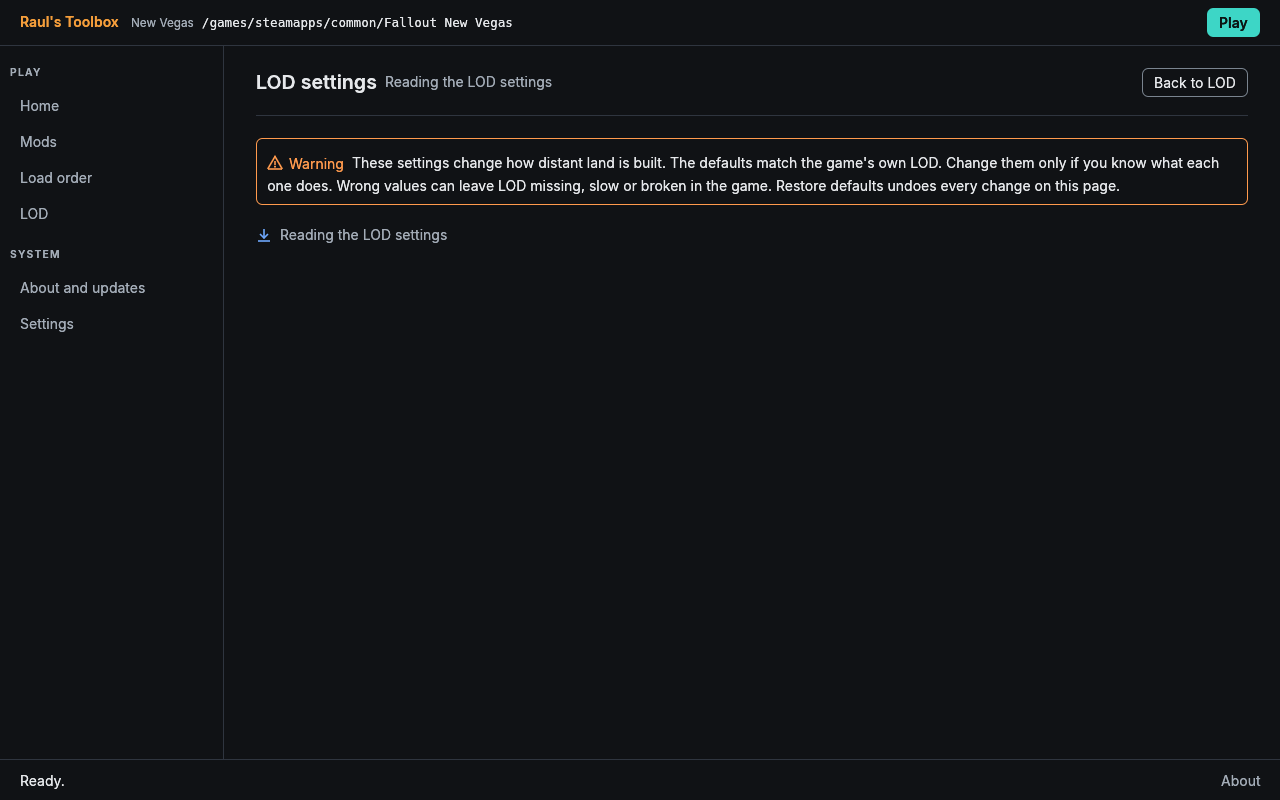 Raul's Toolbox New Vegas /games/steamapps/common/Fallout New Vegas Play
PLAY
Home
Mods
Load order
LOD
SYSTEM
About and updates
Settings
LOD settings Reading the LOD settings Back to LOD
Warning These settings change how distant land is built. The defaults match the game's own LOD. Change them only if you know what each
one does. Wrong values can leave LOD missing, slow or broken in the game. Restore defaults undoes every change on this page.
Reading the LOD settings
Ready. About